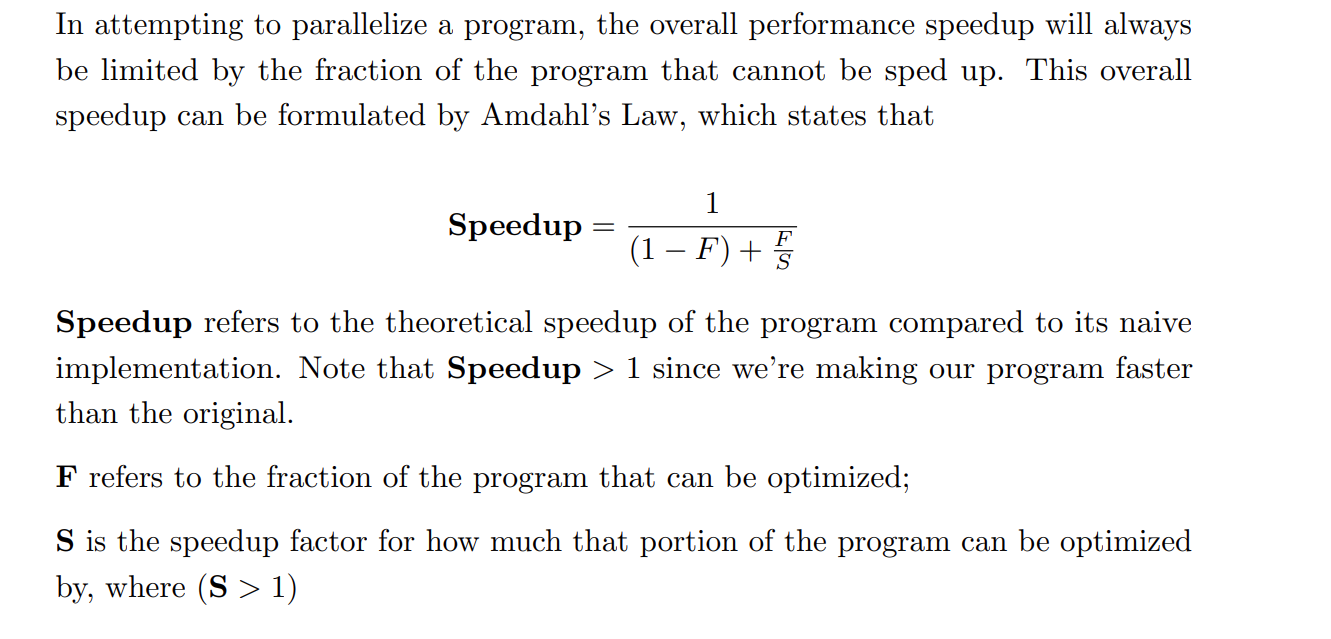 In attempting to parallelize a program, the overall performance speedup will always
be limited by the fraction of the program that cannot be sped up. This overall
speedup can be formulated by Amdahl's Law, which states that
Speedup = 1 / ((1 − F) + F/S)
Speedup refers to the theoretical speedup of the program compared to its naive
implementation. Note that Speedup > 1 since we're making our program faster
than the original.
F refers to the fraction of the program that can be optimized;
S is the speedup factor for how much that portion of the program can be optimized
by, where (S > 1)